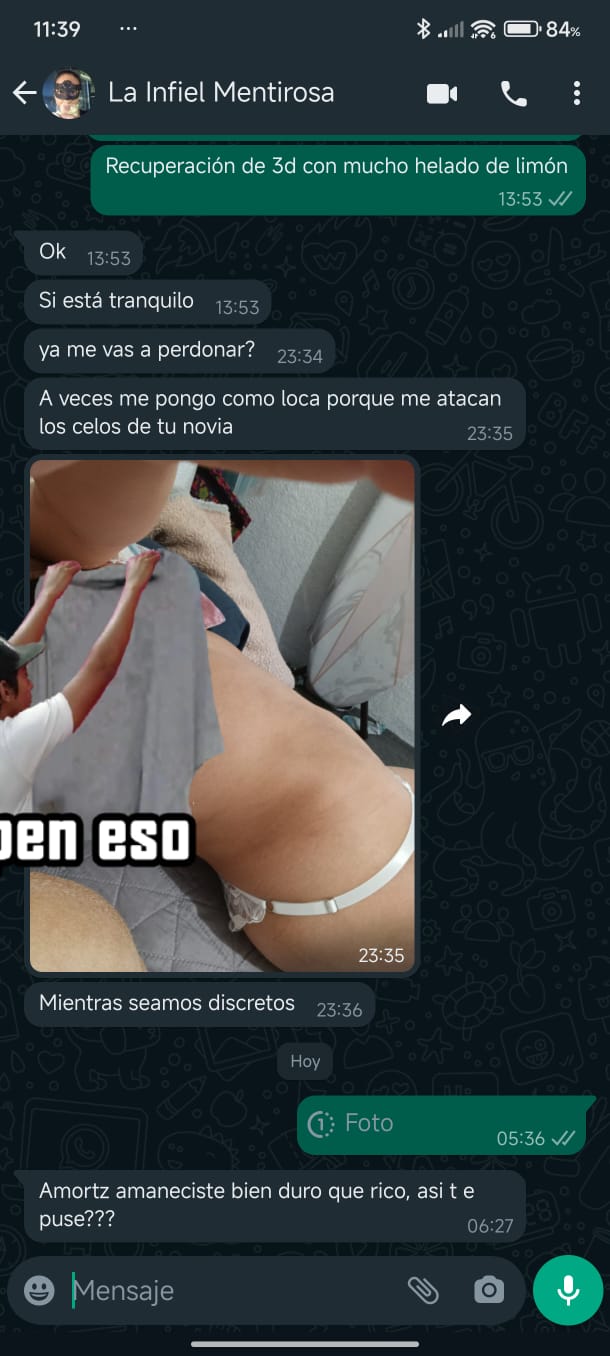 11:39 ... 84%
La Infiel Mentirosa
Recuperación de 3d con mucho helado de limón
13:53
Ok 13:53
Si está tranquilo 13:53
ya me vas a perdonar? 23:34
A veces me pongo como loca porque me atacan
los celos de tu novia
23:35
pen eso
23:35
Mientras seamos discretos 23:36
Hoy
1 Foto
05:36
Amortz amaneciste bien duro que rico, asi t e
puse???
06:27
Mensaje